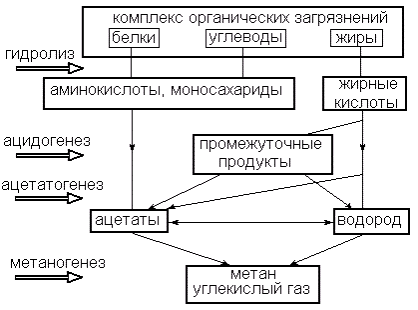 комплекс органических загрязнений
белки углеводы жиры
гидролиз
аминокислоты, моносахариды
жирные
кислоты
ацидогенез
промежуточные
продукты
ацетатогенез
ацетаты
водород
метаногенез
метан
углекислый газ